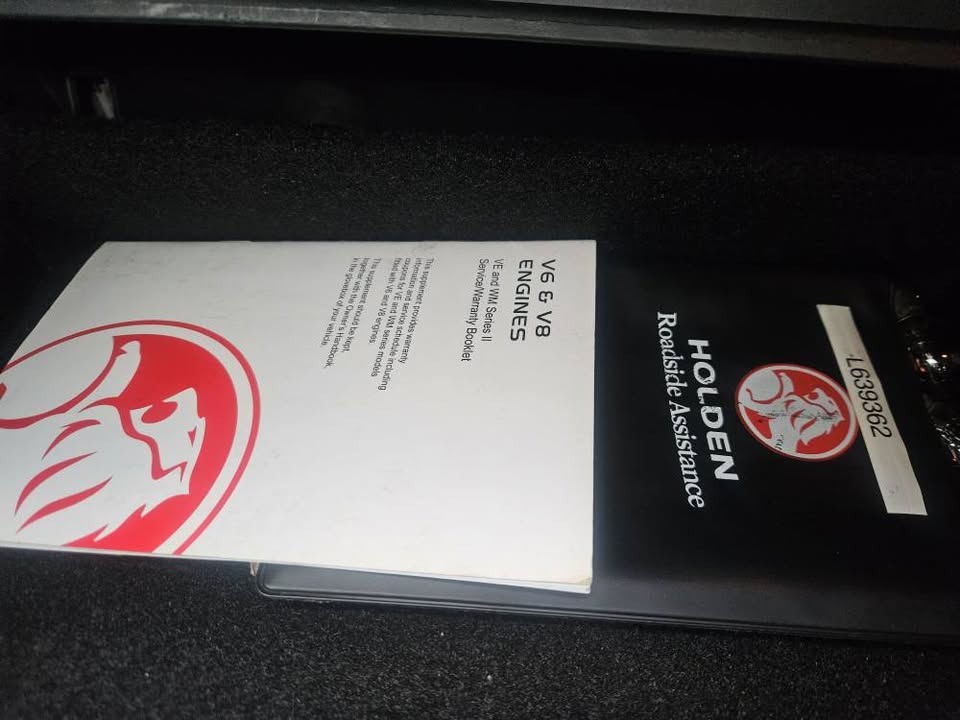 V6 & V8
ENGINES
VE and WM Series II
Service/Warranty Booklet
This supplement provides warranty
information and service schedule including
coupons for VE and WM series models
fitted with V6 and V8 engines.
This supplement should be kept
together with the Owner's Handbook
in the glovebox of your vehicle.
L639362
HOLDEN
Roadside Assistance